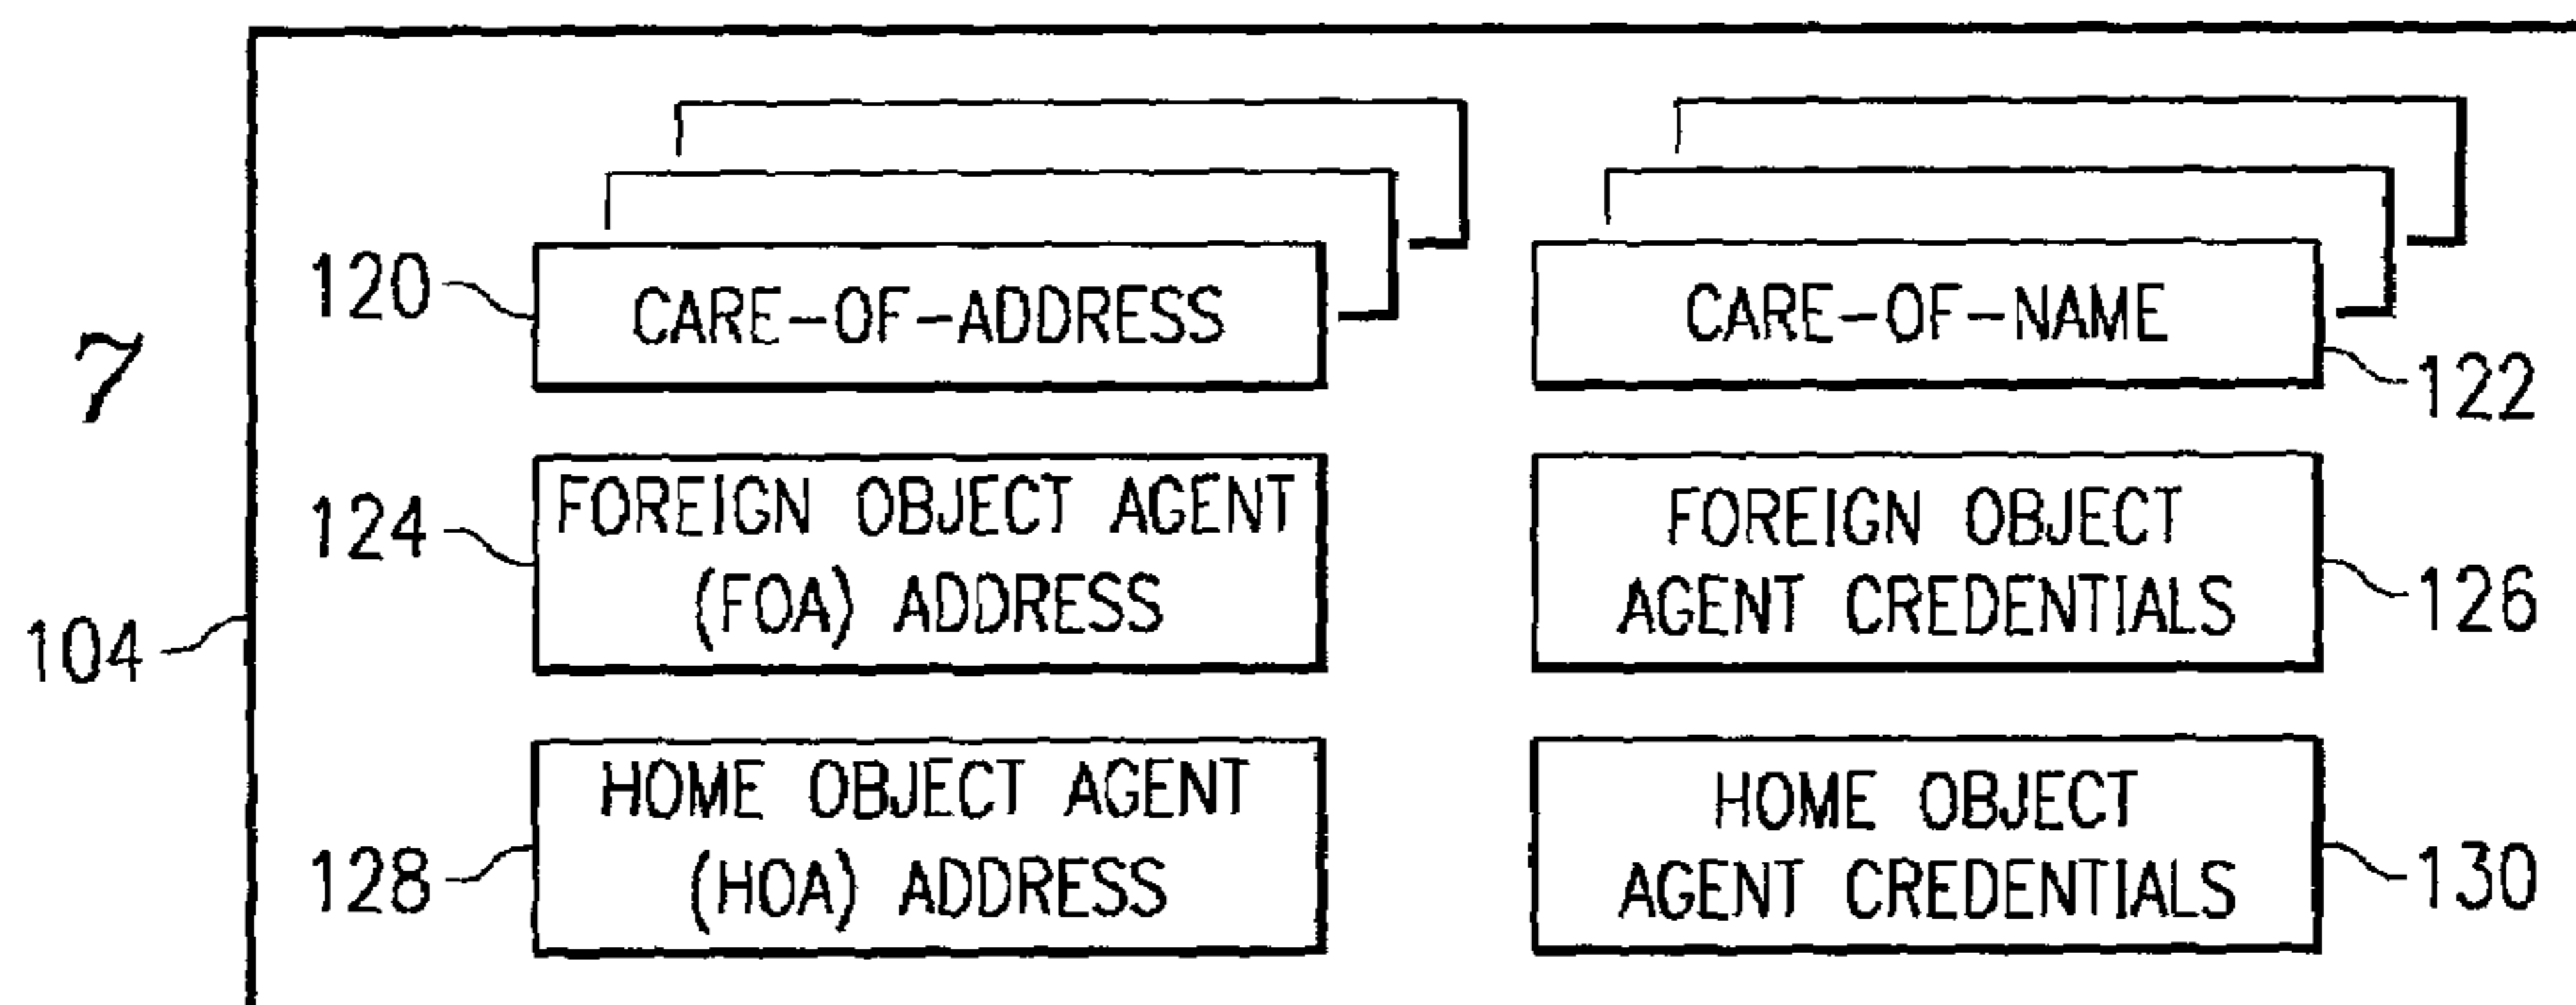 120
CARE-OF-ADDRESS
CARE-OF-NAME
122
7
124
FOREIGN OBJECT AGENT
(FOA) ADDRESS
FOREIGN OBJECT
AGENT CREDENTIALS
126
104
128
HOME OBJECT AGENT
(HOA) ADDRESS
HOME OBJECT
AGENT CREDENTIALS
130